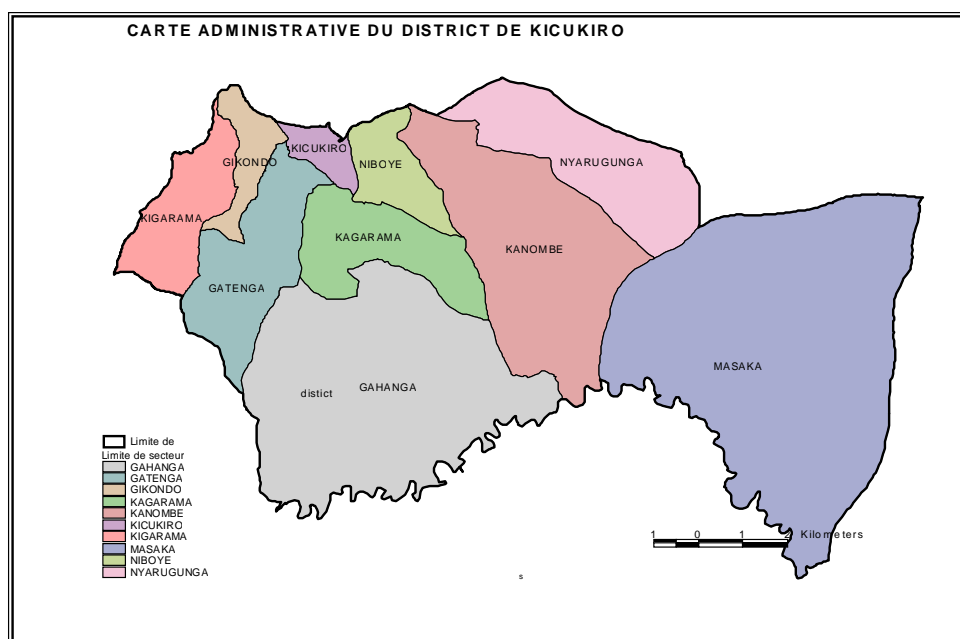 CARTE ADMINISTRATIVE DU DISTRICT DE KICUKIRO
KICUKIRO
GIKONDO
NIBOYE
NYARUGUNGA
KIGARAMA
KAGARAMA
KANOMBE
GATENGA
MASAKA
distict
GAHANGA
Limite de
Limite de secteur
GAHANGA
GATENGA
GIKONDO
KAGARAMA
KANOMBE
KICUKIRO
KIGARAMA
MASAKA
NIBOYE
NYARUGUNGA
1 0 1 2 Kilometers
s